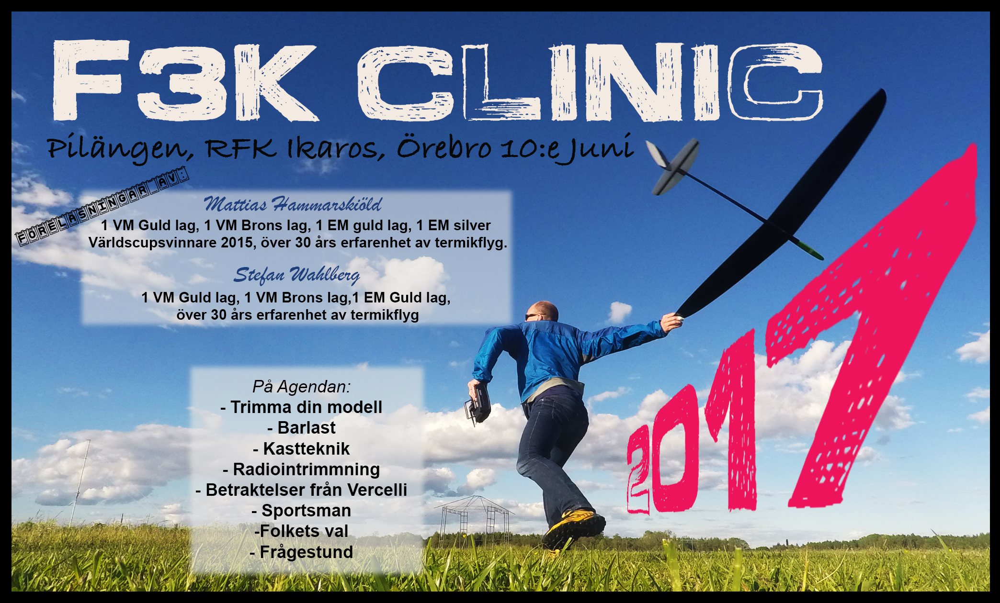 F3K CLINIC
Pilängen, RFK Ikaros, Örebro 10:e Juni
FÖRELÄSNINGAR AV:
Mattias Hammarskiöld
1 VM Guld lag, 1 VM Brons lag, 1 EM guld lag, 1 EM silver
Världscupsvinnare 2015, över 30 års erfarenhet av termikflyg.
Stefan Wahlberg
1 VM Guld lag, 1 VM Brons lag,1 EM Guld lag,
över 30 års erfarenhet av termikflyg
2017
På Agendan:
- Trimma din modell
- Barlast
- Kastteknik
- Radiointrimmning
- Betraktelser från Vercelli
- Sportsman
-Folkets val
- Frågestund